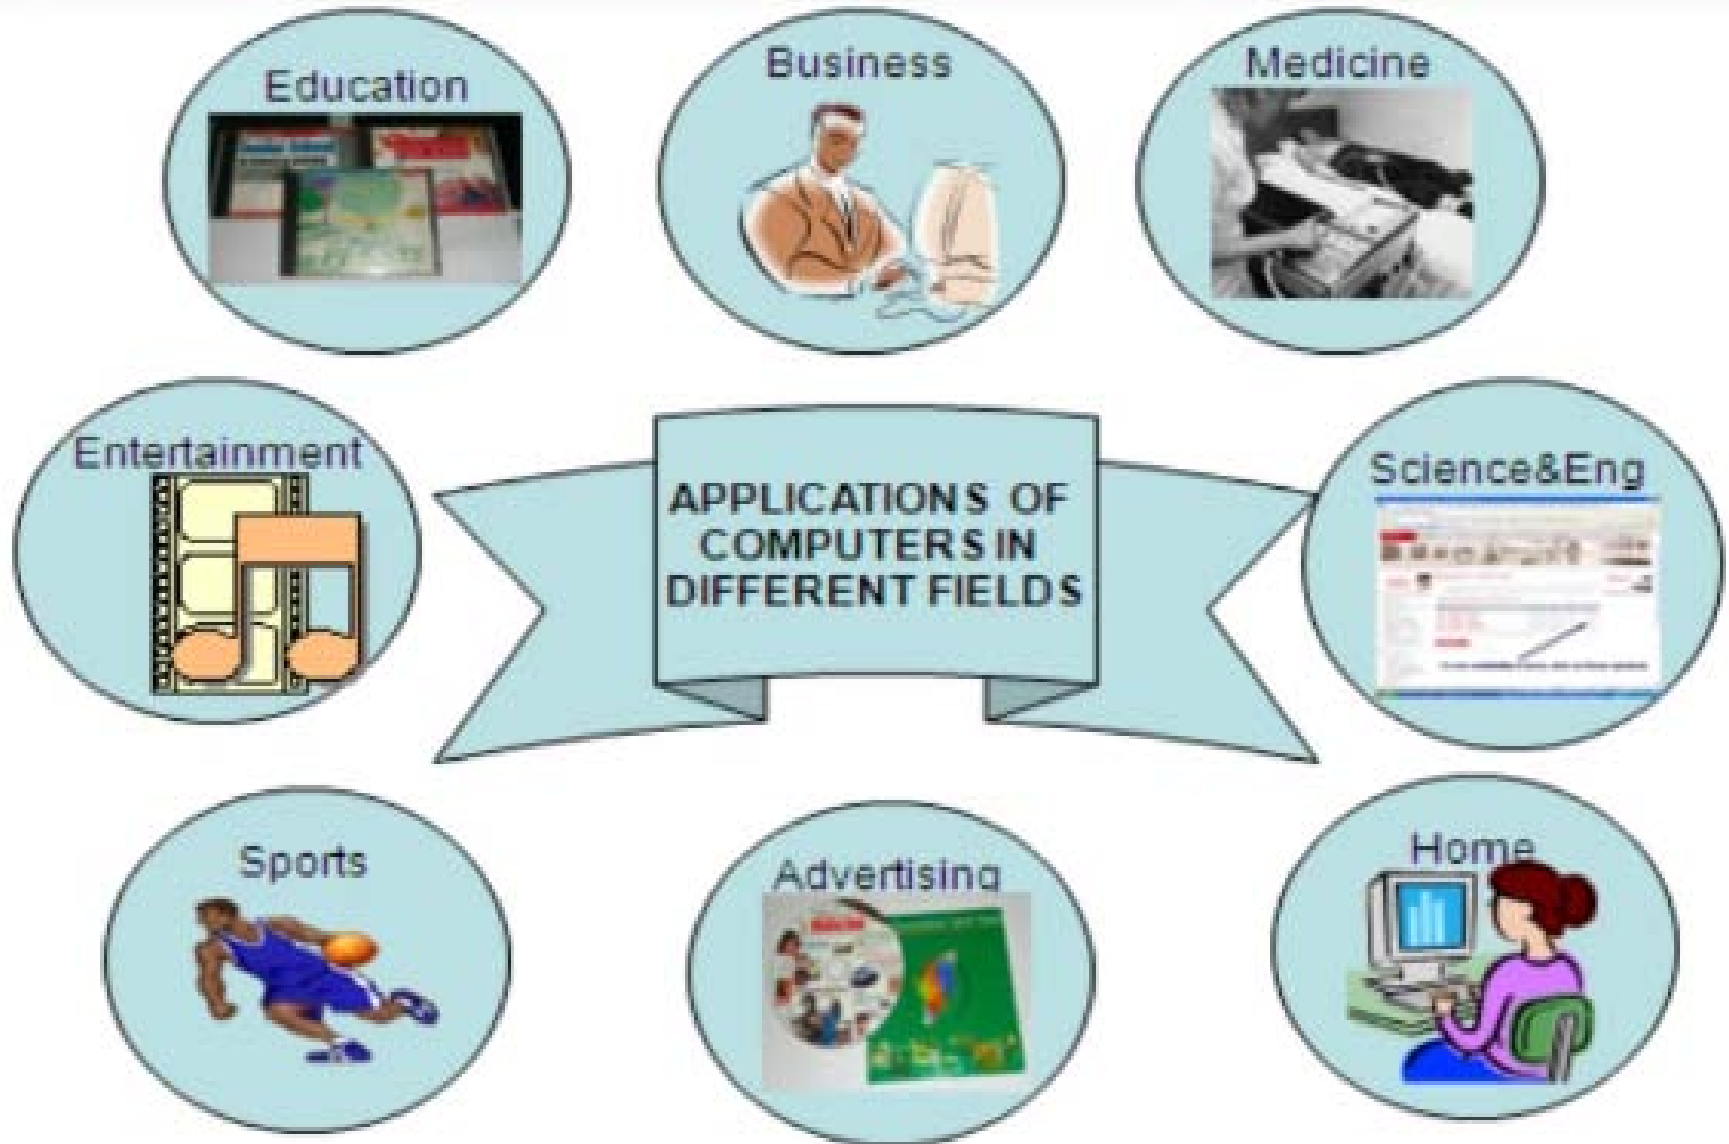 Education
Business
Medicine
Entertainment
APPLICATIONS OF
COMPUTERS IN
DIFFERENT FIELDS
Science&Eng
Sports
Advertising
Home